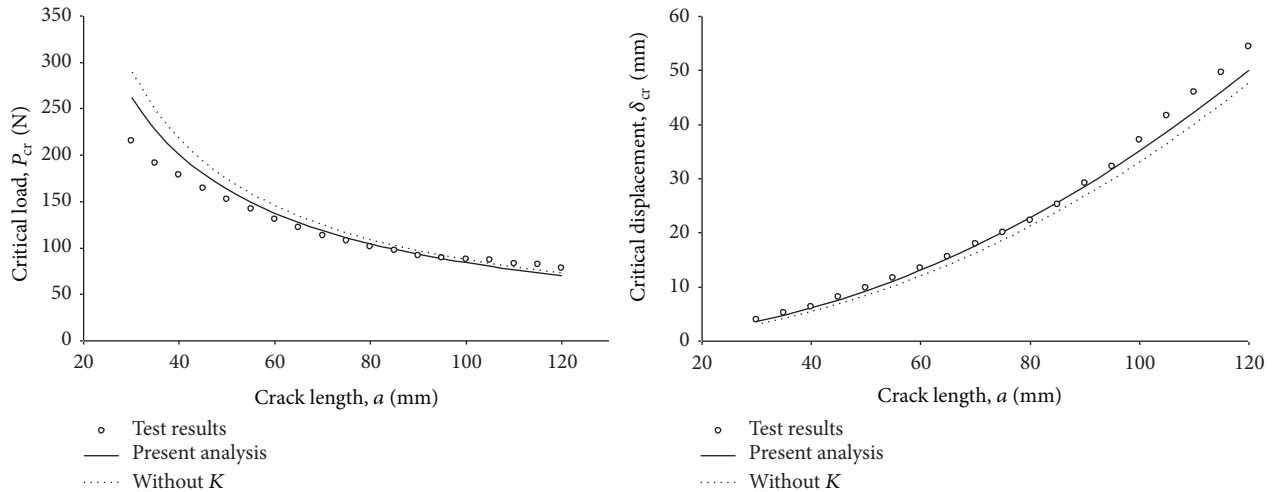 350
300
250
200
150
100
50
0
Critical load, P_cr (N)
20 40 60 80 100 120
Crack length, a (mm)
Test results
Present analysis
Without K
60
50
40
30
20
10
0
Critical displacement, δ_cr (mm)
20 40 60 80 100 120
Crack length, a (mm)
Test results
Present analysis
Without K